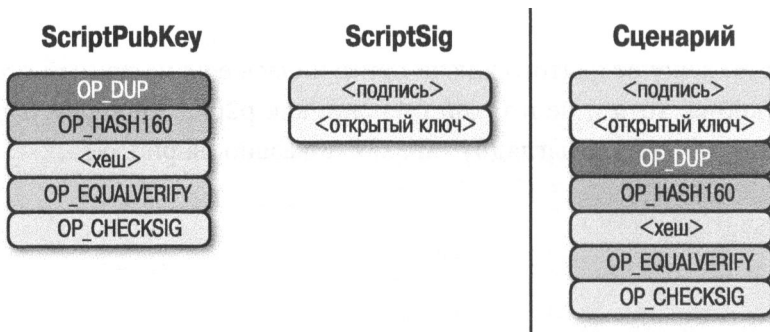 ScriptPubKey
OP_DUP
OP_HASH160
<хеш>
OP_EQUALVERIFY
OP_CHECKSIG
ScriptSig
<подпись>
<открытый ключ>
Сценарий
<подпись>
<открытый ключ>
OP_DUP
OP_HASH160
<хеш>
OP_EQUALVERIFY
OP_CHECKSIG